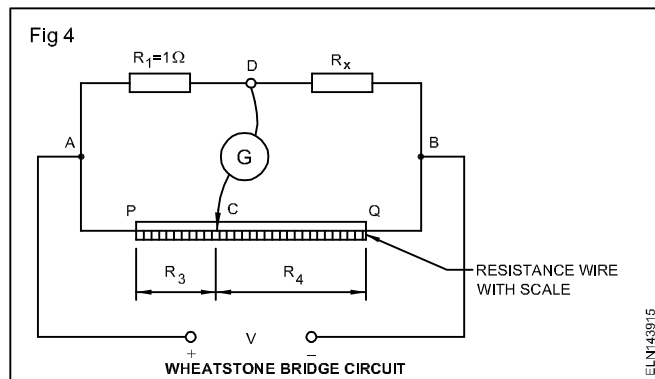 Fig 4
R1=1Ω
D
Rx
A
B
G
P
C
Q
R3
R4
RESISTANCE WIRE
WITH SCALE
+ V –
WHEATSTONE BRIDGE CIRCUIT
ELN143915